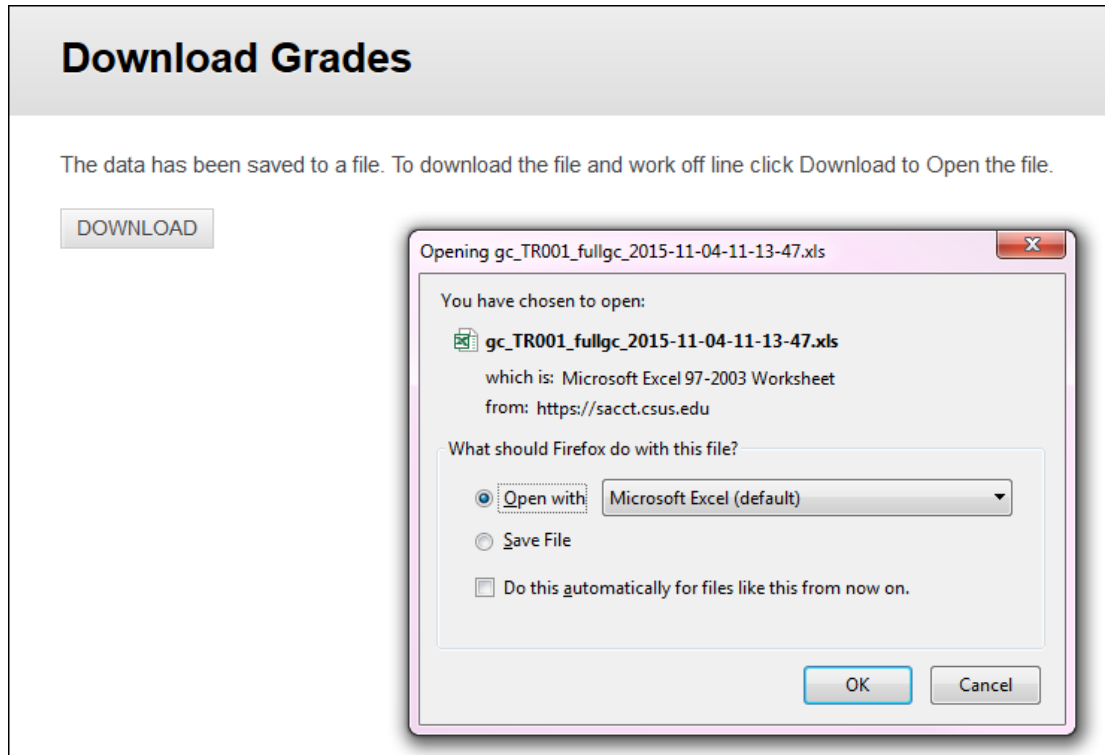 Download Grades
The data has been saved to a file. To download the file and work off line click Download to Open the file.
DOWNLOAD
Opening gc_TR001_fullgc_2015-11-04-11-13-47.xls
You have chosen to open:
gc_TR001_fullgc_2015-11-04-11-13-47.xls
which is: Microsoft Excel 97-2003 Worksheet
from: https://sacct.csus.edu
What should Firefox do with this file?
Open with Microsoft Excel (default)
Save File
Do this automatically for files like this from now on.
OK Cancel